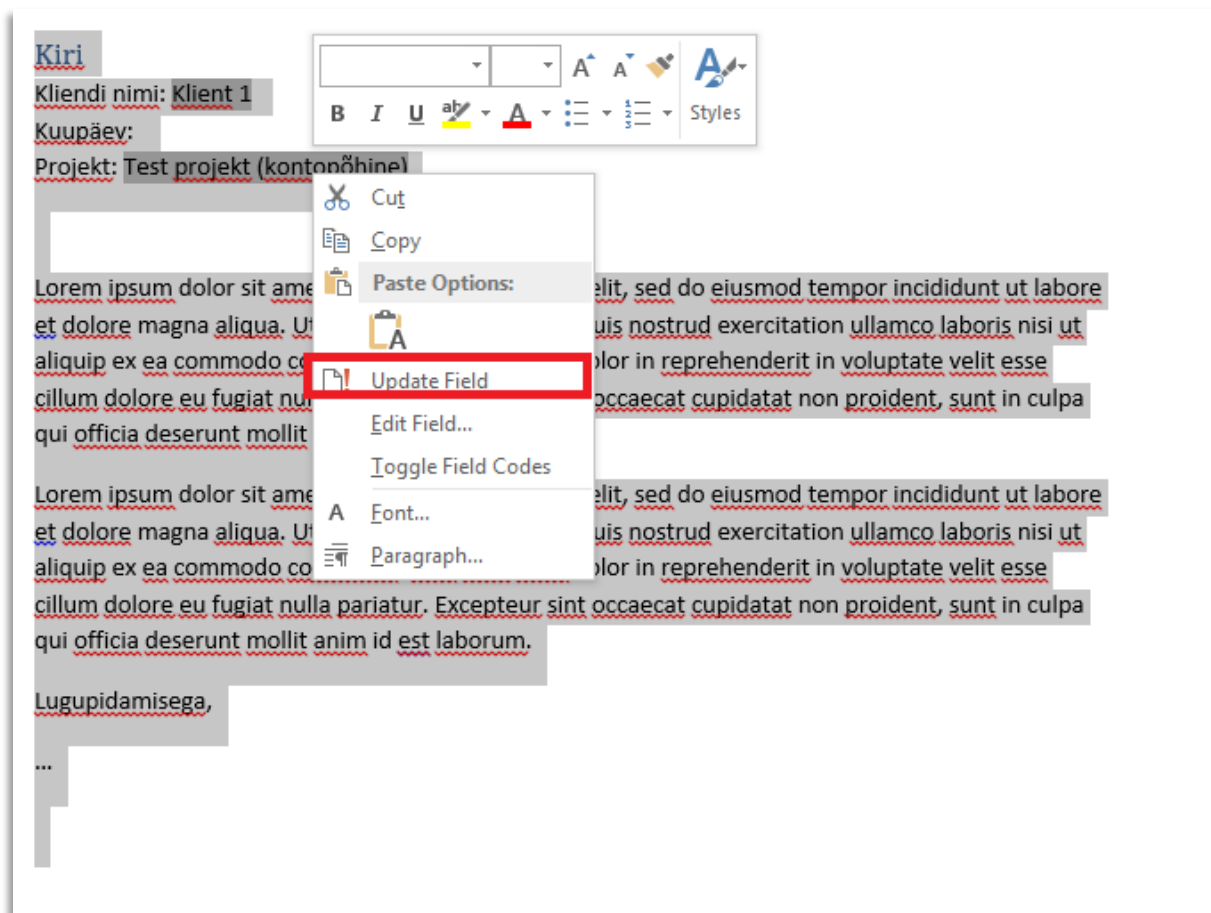 Kiri
Kliendi nimi: Klient 1
Kuupäev:
Projekt: Test projekt (kontopõhine)
A A A
B I U aby A Styles
Cut
Copy
Paste Options:
A
Update Field
Edit Field...
Toggle Field Codes
A Font...
Paragraph...
Lorem ipsum dolor sit ame elit, sed do eiusmod tempor incididunt ut labore
et dolore magna aliqua. Ut uis nostrud exercitation ullamco laboris nisi ut
aliquip ex ea commodo co olor in reprehenderit in voluptate velit esse
cillum dolore eu fugiat nul occaecat cupidatat non proident, sunt in culpa
qui officia deserunt mollit
Lorem ipsum dolor sit ame elit, sed do eiusmod tempor incididunt ut labore
et dolore magna aliqua. Ut uis nostrud exercitation ullamco laboris nisi ut
aliquip ex ea commodo co olor in reprehenderit in voluptate velit esse
cillum dolore eu fugiat nulla pariatur. Excepteur sint occaecat cupidatat non proident, sunt in culpa
qui officia deserunt mollit anim id est laborum.
Lugupidamisega,
...